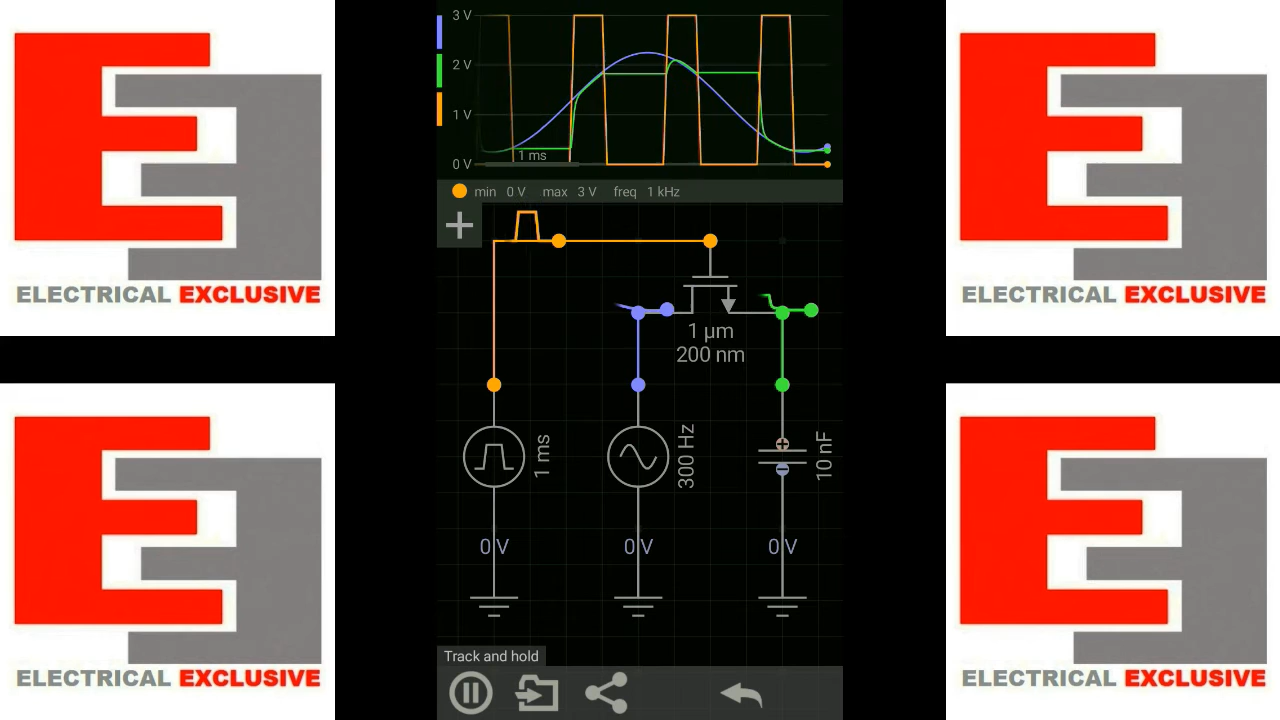 ELECTRICAL EXCLUSIVE
ELECTRICAL EXCLUSIVE
ELECTRICAL EXCLUSIVE
ELECTRICAL EXCLUSIVE
3 V
2 V
1 V
0 V
1 ms
min 0 V max 3 V freq 1 kHz
1 µm
200 nm
1 ms
300 Hz
10 nF
0 V
0 V
0 V
Track and hold